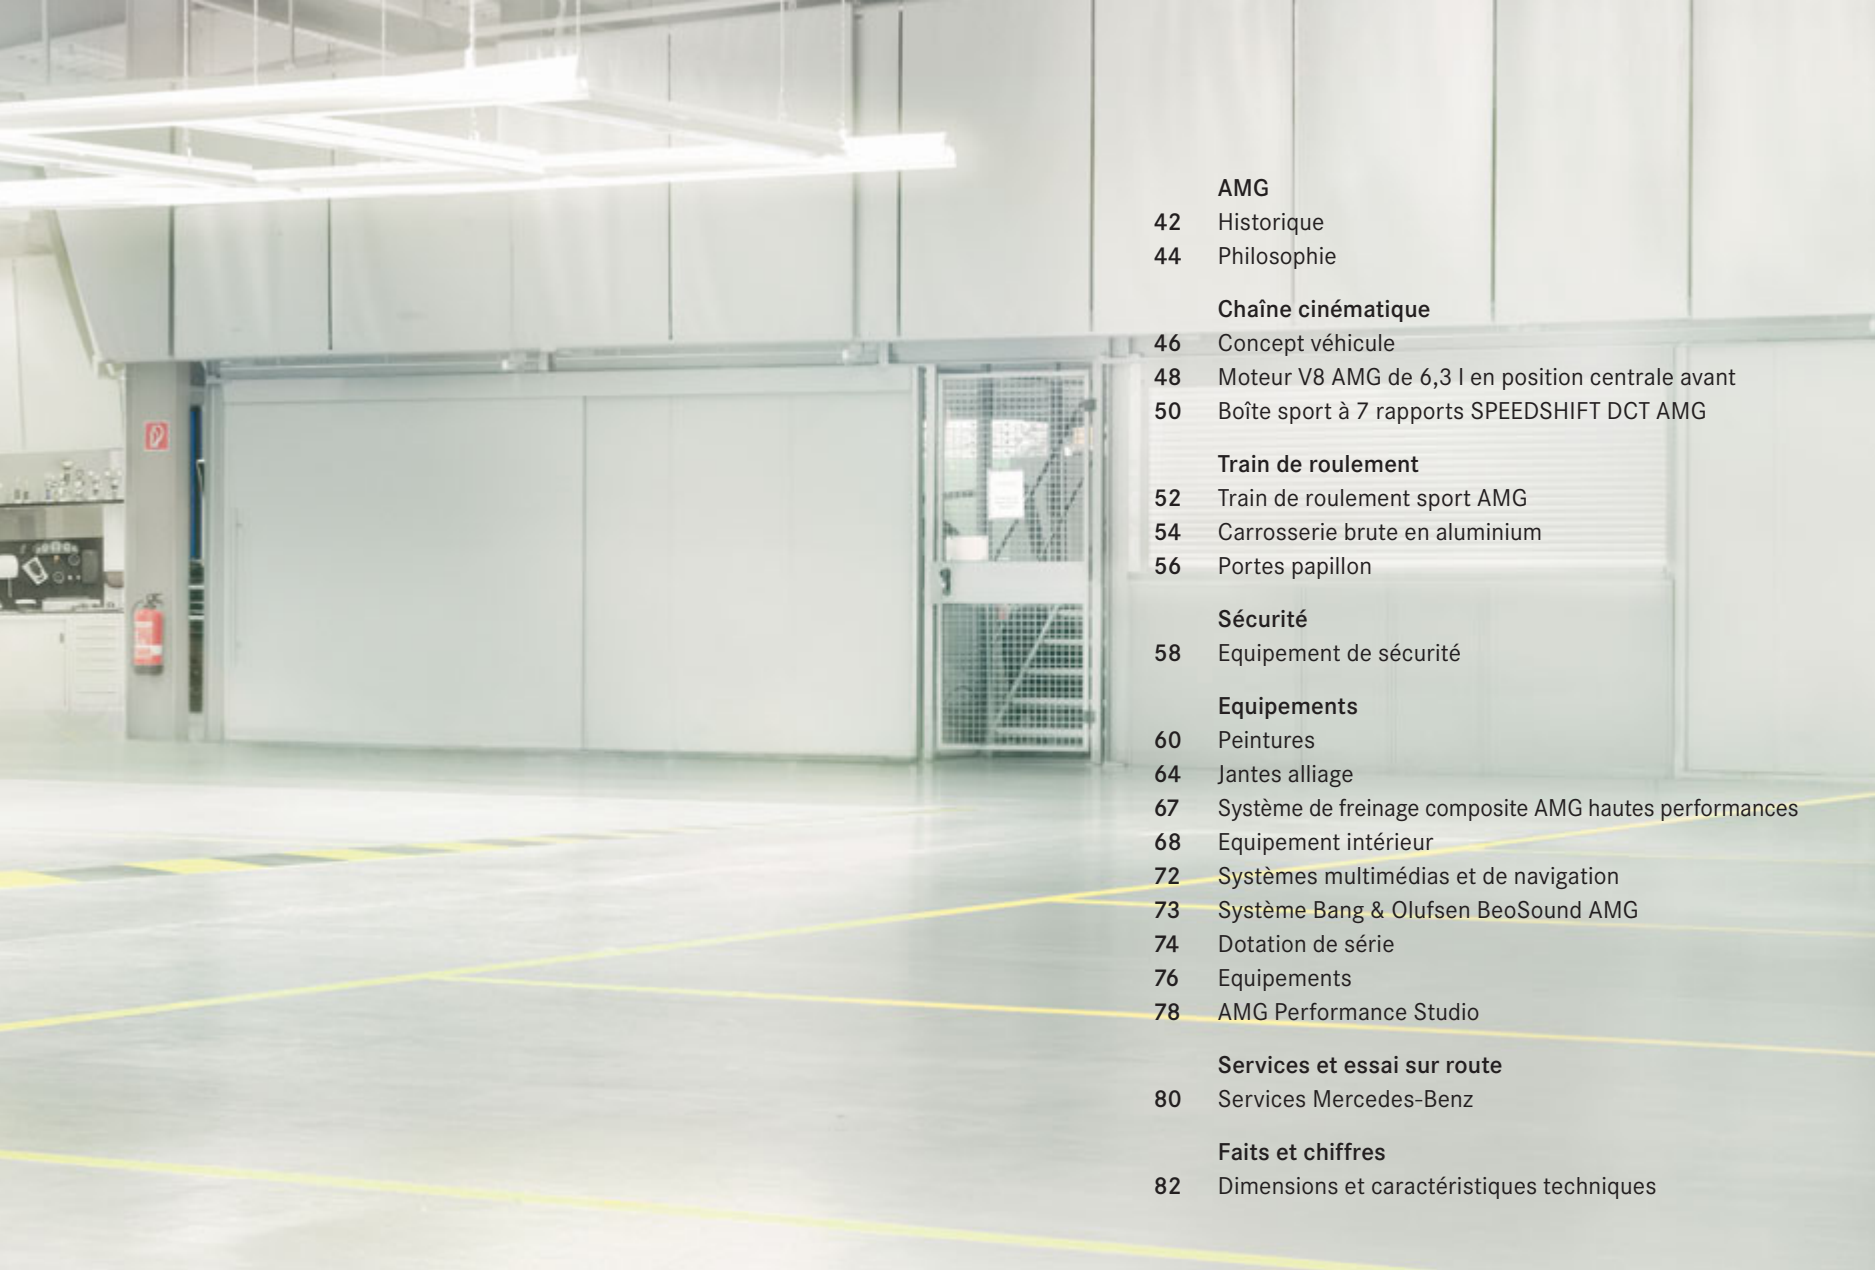 AMG
42 Historique
44 Philosophie
Chaîne cinématique
46 Concept véhicule
48 Moteur V8 AMG de 6,3 l en position centrale avant
50 Boîte sport à 7 rapports SPEEDSHIFT DCT AMG
Train de roulement
52 Train de roulement sport AMG
54 Carrosserie brute en aluminium
56 Portes papillon
Sécurité
58 Equipement de sécurité
Equipements
60 Peintures
64 Jantes alliage
67 Système de freinage composite AMG hautes performances
68 Equipement intérieur
72 Systèmes multimédias et de navigation
73 Système Bang & Olufsen BeoSound AMG
74 Dotation de série
76 Equipements
78 AMG Performance Studio
Services et essai sur route
80 Services Mercedes-Benz
Faits et chiffres
82 Dimensions et caractéristiques techniques